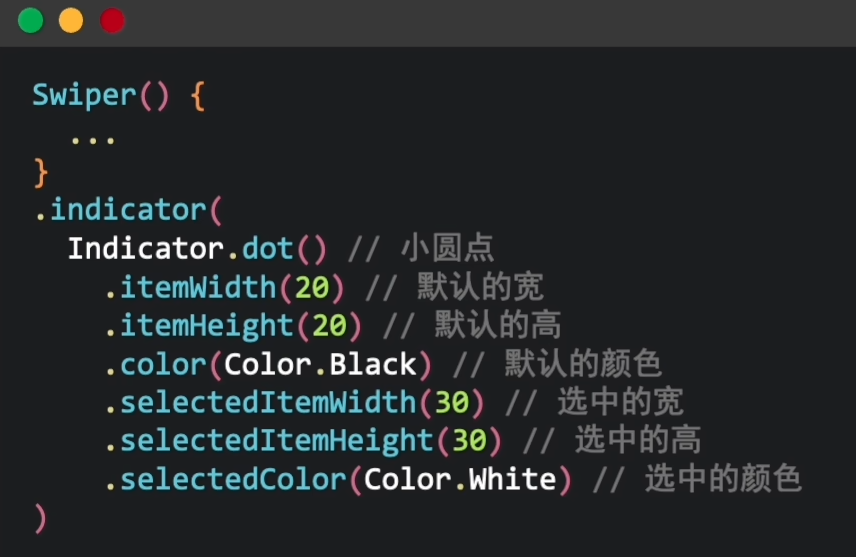 Swiper() {
  ...
}
.indicator(
  Indicator.dot() // 小圆点
    .itemWidth(20) // 默认的宽
    .itemHeight(20) // 默认的高
    .color(Color.Black) // 默认的颜色
    .selectedItemWidth(30) // 选中的宽
    .selectedItemHeight(30) // 选中的高
    .selectedColor(Color.White) // 选中的颜色
)